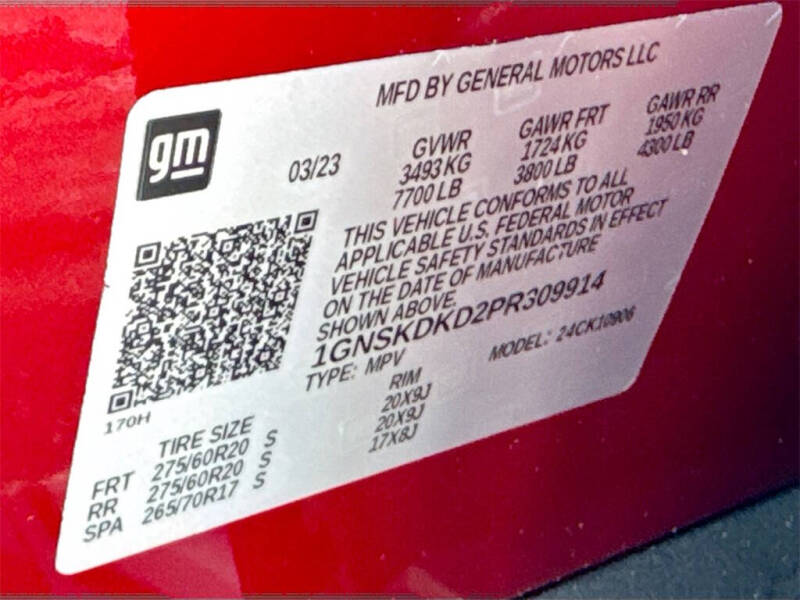 MFD BY GENERAL MOTORS LLC
gm
03/23
GVWR GAWR FRT GAWR RR
3493 KG 1724 KG 1950 KG
7700 LB 3800 LB 4300 LB
THIS VEHICLE CONFORMS TO ALL
APPLICABLE U.S. FEDERAL MOTOR
VEHICLE SAFETY STANDARDS IN EFFECT
ON THE DATE OF MANUFACTURE
SHOWN ABOVE.
1GNSKDKD2PR309914
TYPE: MPV MODEL: 24CK10906
170H
TIRE SIZE RIM
FRT 275/60R20 S 20X9J
RR 275/60R20 S 20X9J
SPA 265/70R17 S 17X8J